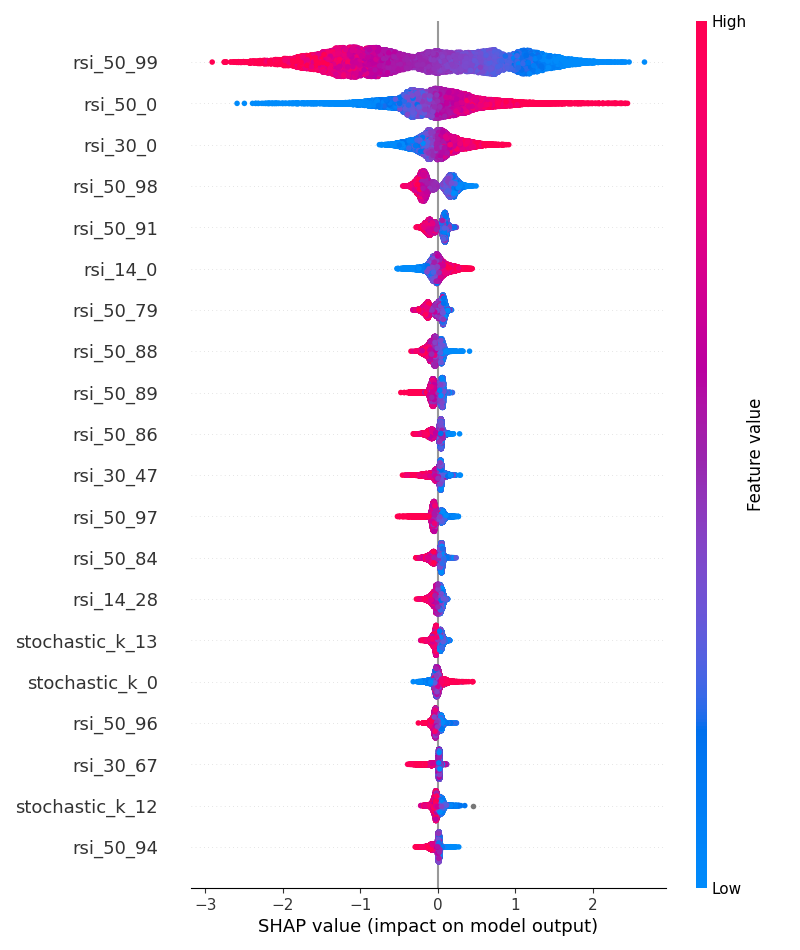 High
rsi_50_99
rsi_50_0
rsi_30_0
rsi_50_98
rsi_50_91
rsi_14_0
rsi_50_79
rsi_50_88
rsi_50_89
rsi_50_86
rsi_30_47
rsi_50_97
rsi_50_84
rsi_14_28
stochastic_k_13
stochastic_k_0
rsi_50_96
rsi_30_67
stochastic_k_12
rsi_50_94
Feature value
Low
−3 −2 −1 0 1 2
SHAP value (impact on model output)